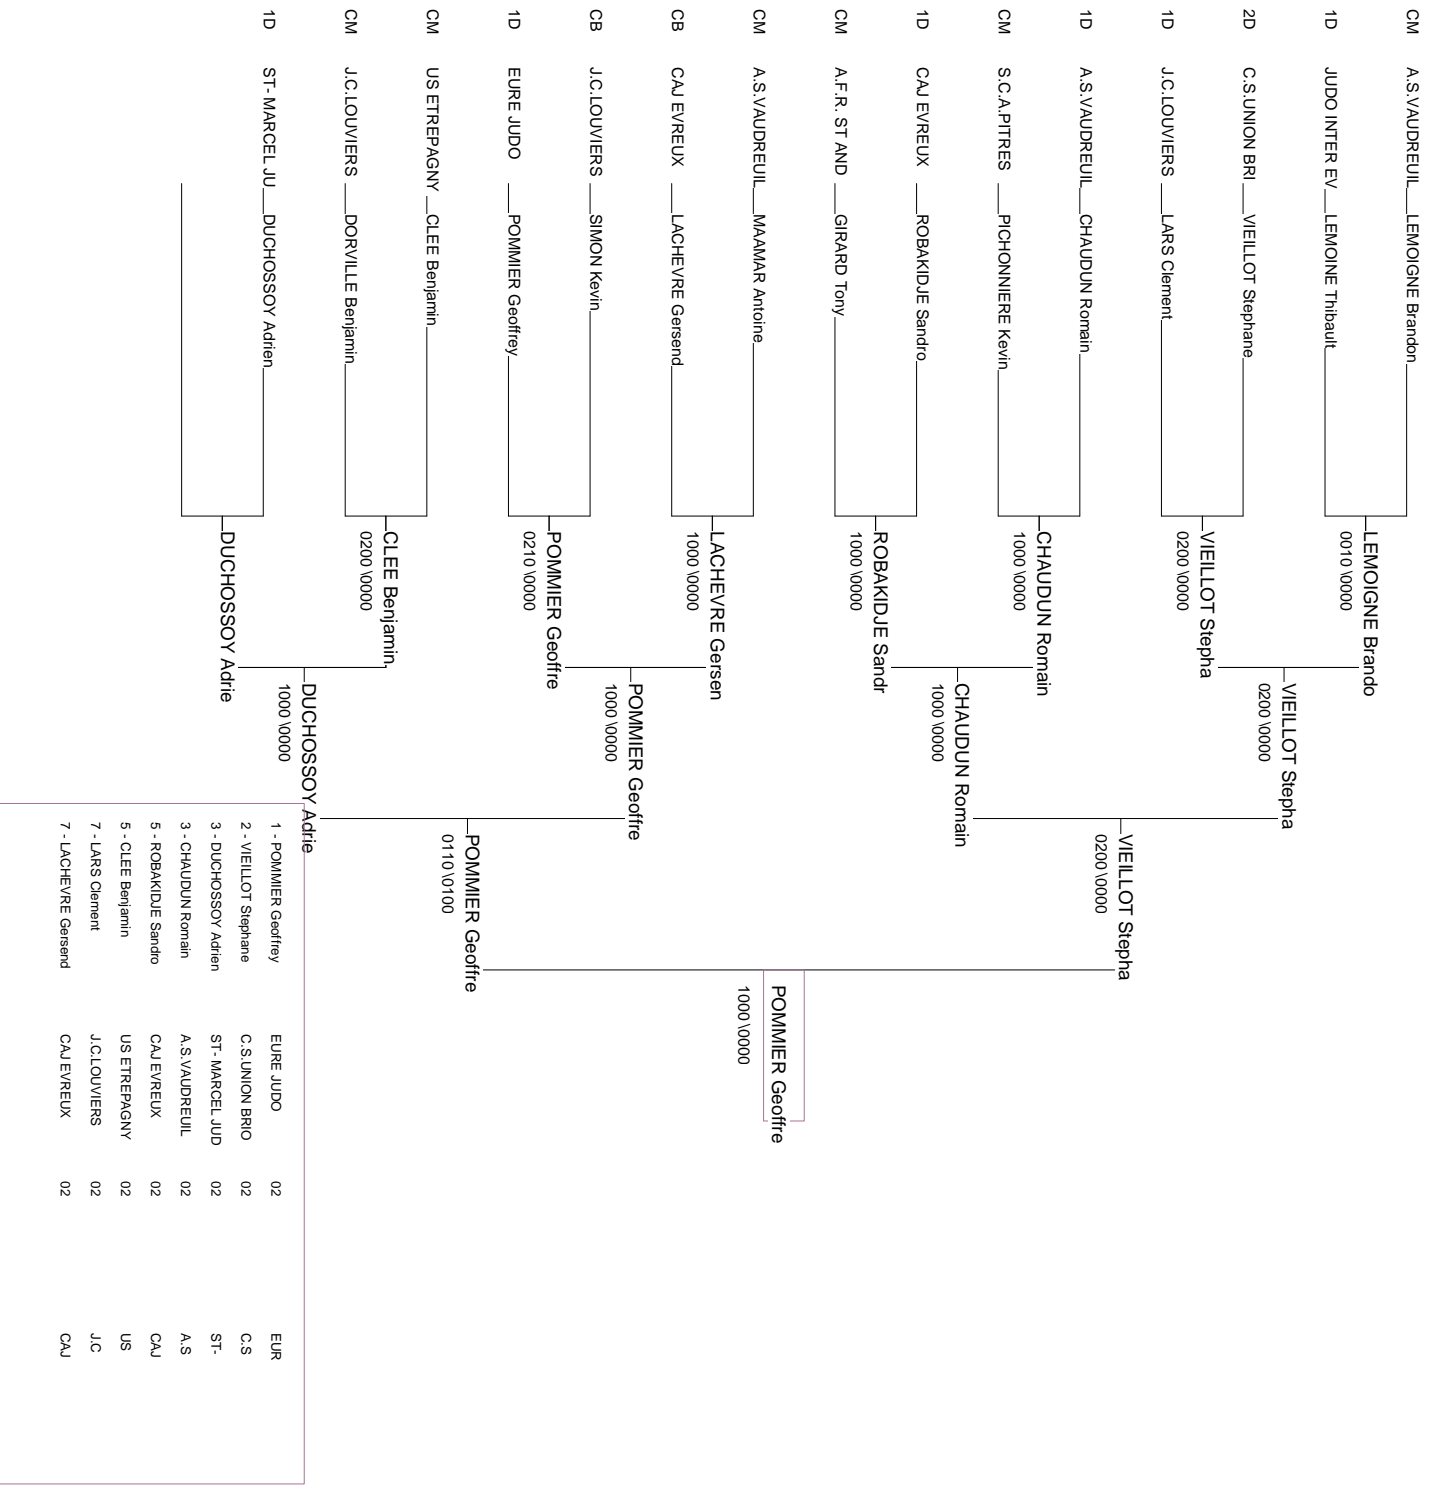 CM A.S.VAUDREUIL LEMOIGNE Brandon
1D JUDO INTER EV LEMOINE Thibault
2D C.S.UNION BRI VIEILLOT Stephane
1D J.C.LOUVIERS LARS Clement
1D A.S.VAUDREUIL CHAUDUN Romain
CM S.C.A.PITRES PICHONNIERE Kevin
1D CAJ EVREUX ROBAKIDJE Sandro
CM A.F.R. ST AND GIRARD Tony
CM A.S.VAUDREUIL MAAMAR Antoine
CB CAJ EVREUX LACHEVRE Gersend
CB J.C.LOUVIERS SIMON Kevin
1D EURE JUDO POMMIER Geoffrey
CM US ETREPAGNY CLEE Benjamin
CM J.C.LOUVIERS DORVILLE Benjamin
1D ST- MARCEL JU DUCHOSSOY Adrien
LEMOIGNE Brando
0010 \0000
VIEILLOT Stepha
0200 \0000
CHAUDUN Romain
1000 \0000
ROBAKIDJE Sandr
1000 \0000
LACHEVRE Gersen
1000 \0000
POMMIER Geoffre
0210 \0000
CLEE Benjamin
0200 \0000
DUCHOSSOY Adrie
VIEILLOT Stepha
0200 \0000
CHAUDUN Romain
1000 \0000
POMMIER Geoffre
1000 \0000
DUCHOSSOY Adrie
1000 \0000
VIEILLOT Stepha
0200 \0000
POMMIER Geoffre
0110 \0100
POMMIER Geoffre
1000 \0000
1 - POMMIER Geoffrey EURE JUDO 02 EUR
2 - VIEILLOT Stephane C.S.UNION BRIO 02 C.S
3 - DUCHOSSOY Adrien ST- MARCEL JUD 02 ST-
3 - CHAUDUN Romain A.S.VAUDREUIL 02 A.S
5 - ROBAKIDJE Sandro CAJ EVREUX 02 CAJ
5 - CLEE Benjamin US ETREPAGNY 02 US
7 - LARS Clement J.C.LOUVIERS 02 J.C
7 - LACHEVRE Gersend CAJ EVREUX 02 CAJ